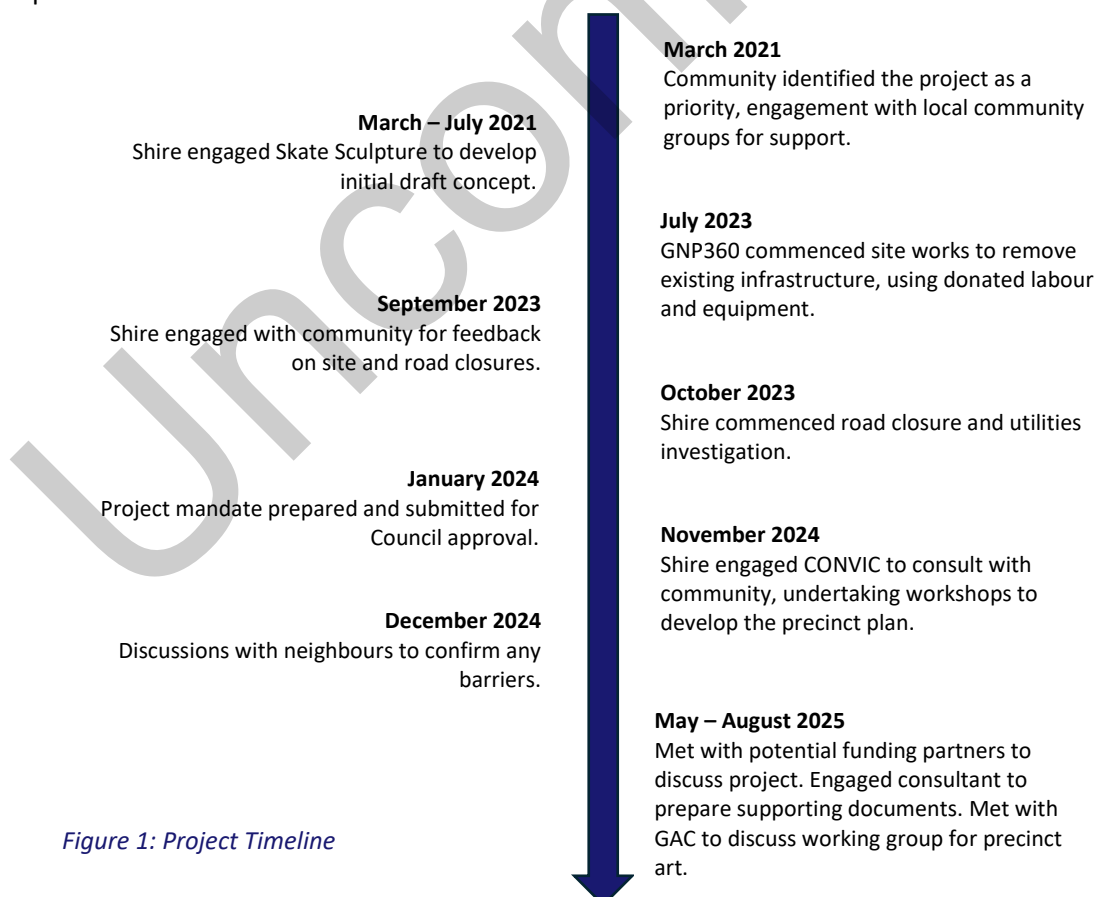 March 2021
Community identified the project as a
priority, engagement with local community
groups for support.
March – July 2021
Shire engaged Skate Sculpture to develop
initial draft concept.
July 2023
GNP360 commenced site works to remove
existing infrastructure, using donated labour
and equipment.
September 2023
Shire engaged with community for feedback
on site and road closures.
October 2023
Shire commenced road closure and utilities
investigation.
January 2024
Project mandate prepared and submitted for
Council approval.
November 2024
Shire engaged CONVIC to consult with
community, undertaking workshops to
develop the precinct plan.
December 2024
Discussions with neighbours to confirm any
barriers.
May – August 2025
Met with potential funding partners to
discuss project. Engaged consultant to
prepare supporting documents. Met with
GAC to discuss working group for precinct
art.
Figure 1: Project Timeline